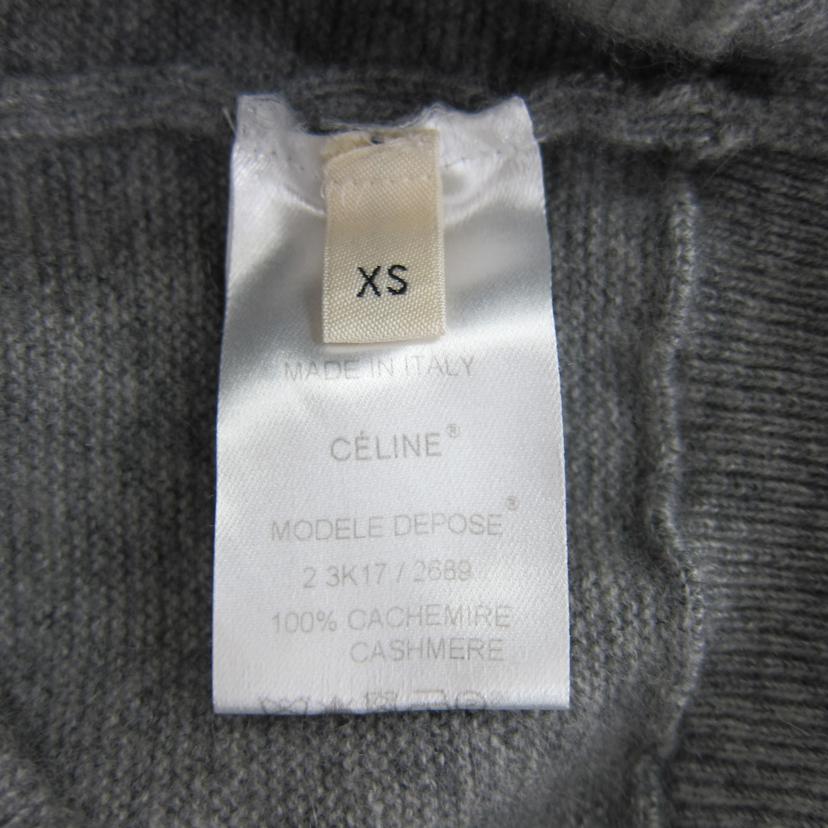 XS
MADE IN ITALY
CÉLINE®
MODELE DEPOSE®
2 3K17 / 2689
100% CACHEMIRE
CASHMERE